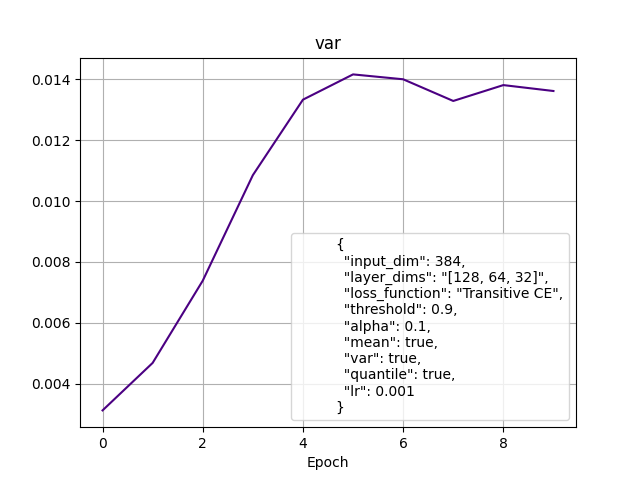 var
0.014
0.012
0.010
0.008
0.006
0.004
{
"input_dim": 384,
"layer_dims": "[128, 64, 32]",
"loss_function": "Transitive CE",
"threshold": 0.9,
"alpha": 0.1,
"mean": true,
"var": true,
"quantile": true,
"lr": 0.001
}
0 2 4 6 8
Epoch